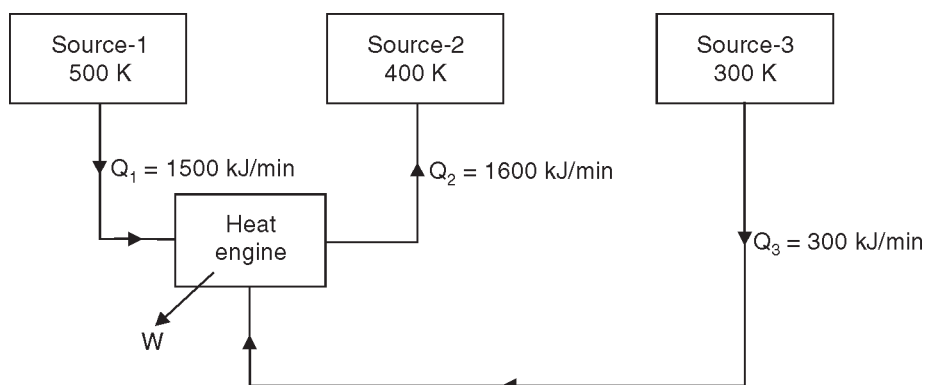 Source-1
500 K
Source-2
400 K
Source-3
300 K
Q₁ = 1500 kJ/min
Q₂ = 1600 kJ/min
Heat
engine
Q₃ = 300 kJ/min
W